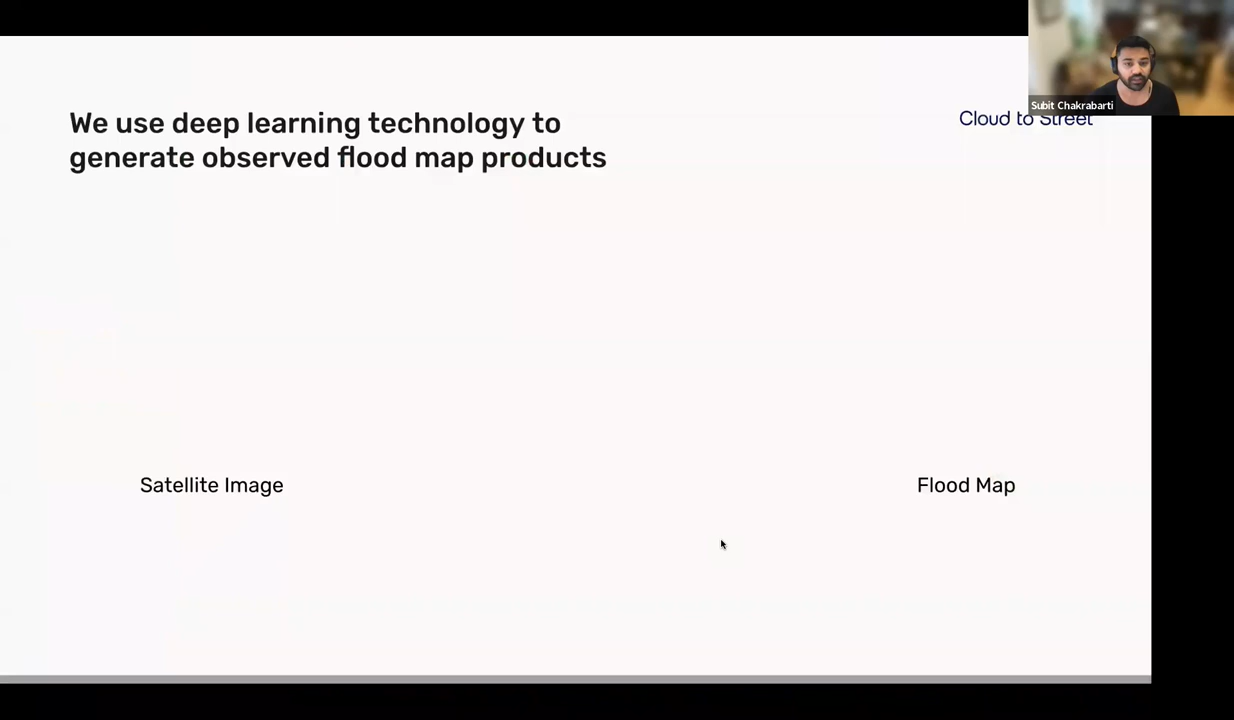 We use deep learning technology to
generate observed flood map products
Subit Chakrabarti
Cloud to Street
Satellite Image
Flood Map